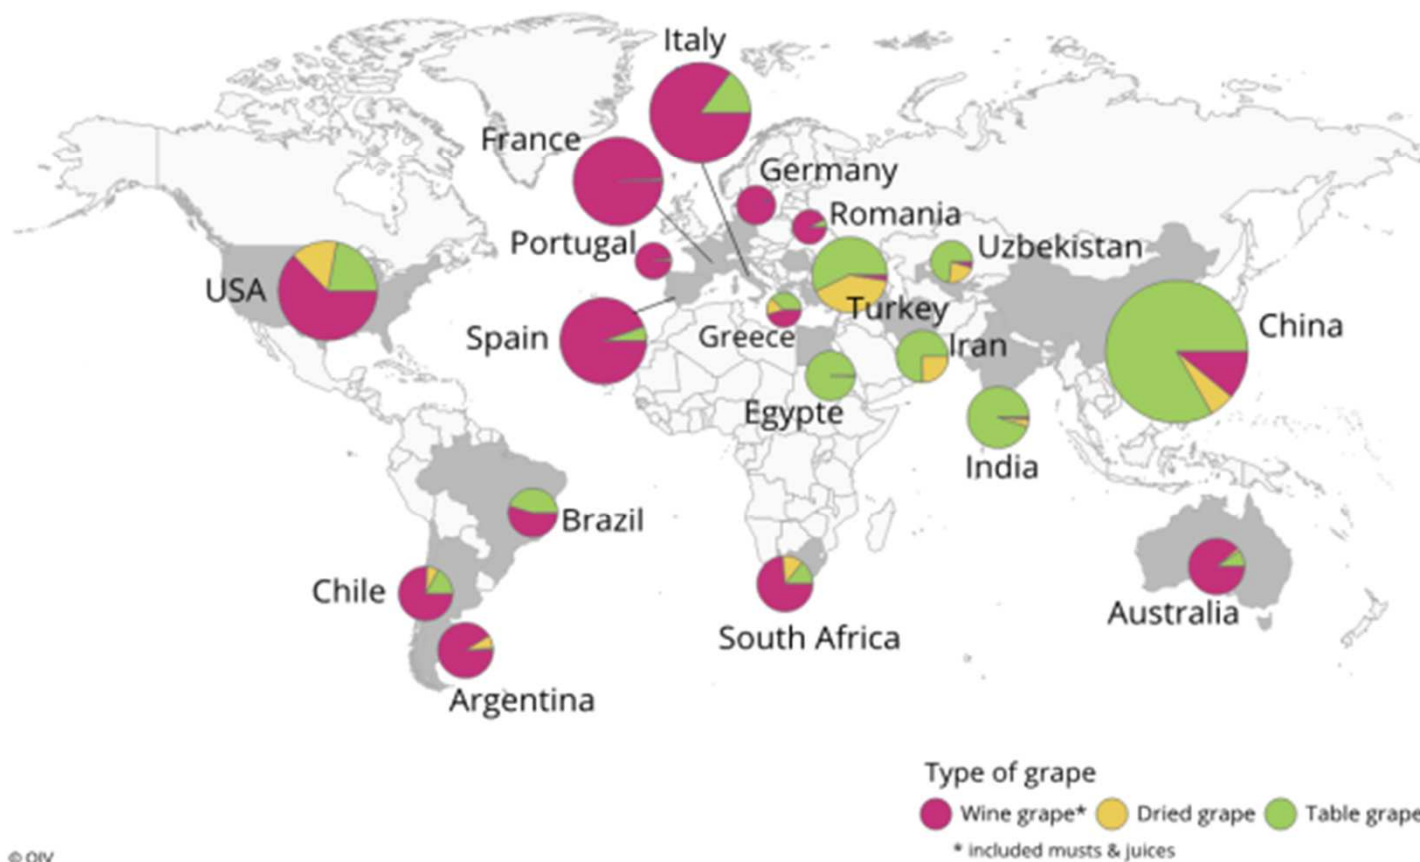 Italy
France
Germany
Romania
Portugal
Uzbekistan
USA
Turkey
China
Spain
Greece
Iran
Egypte
India
Brazil
Chile
Australia
South Africa
Argentina
Type of grape
Wine grape* Dried grape Table grape
* included musts & juices
© OIV